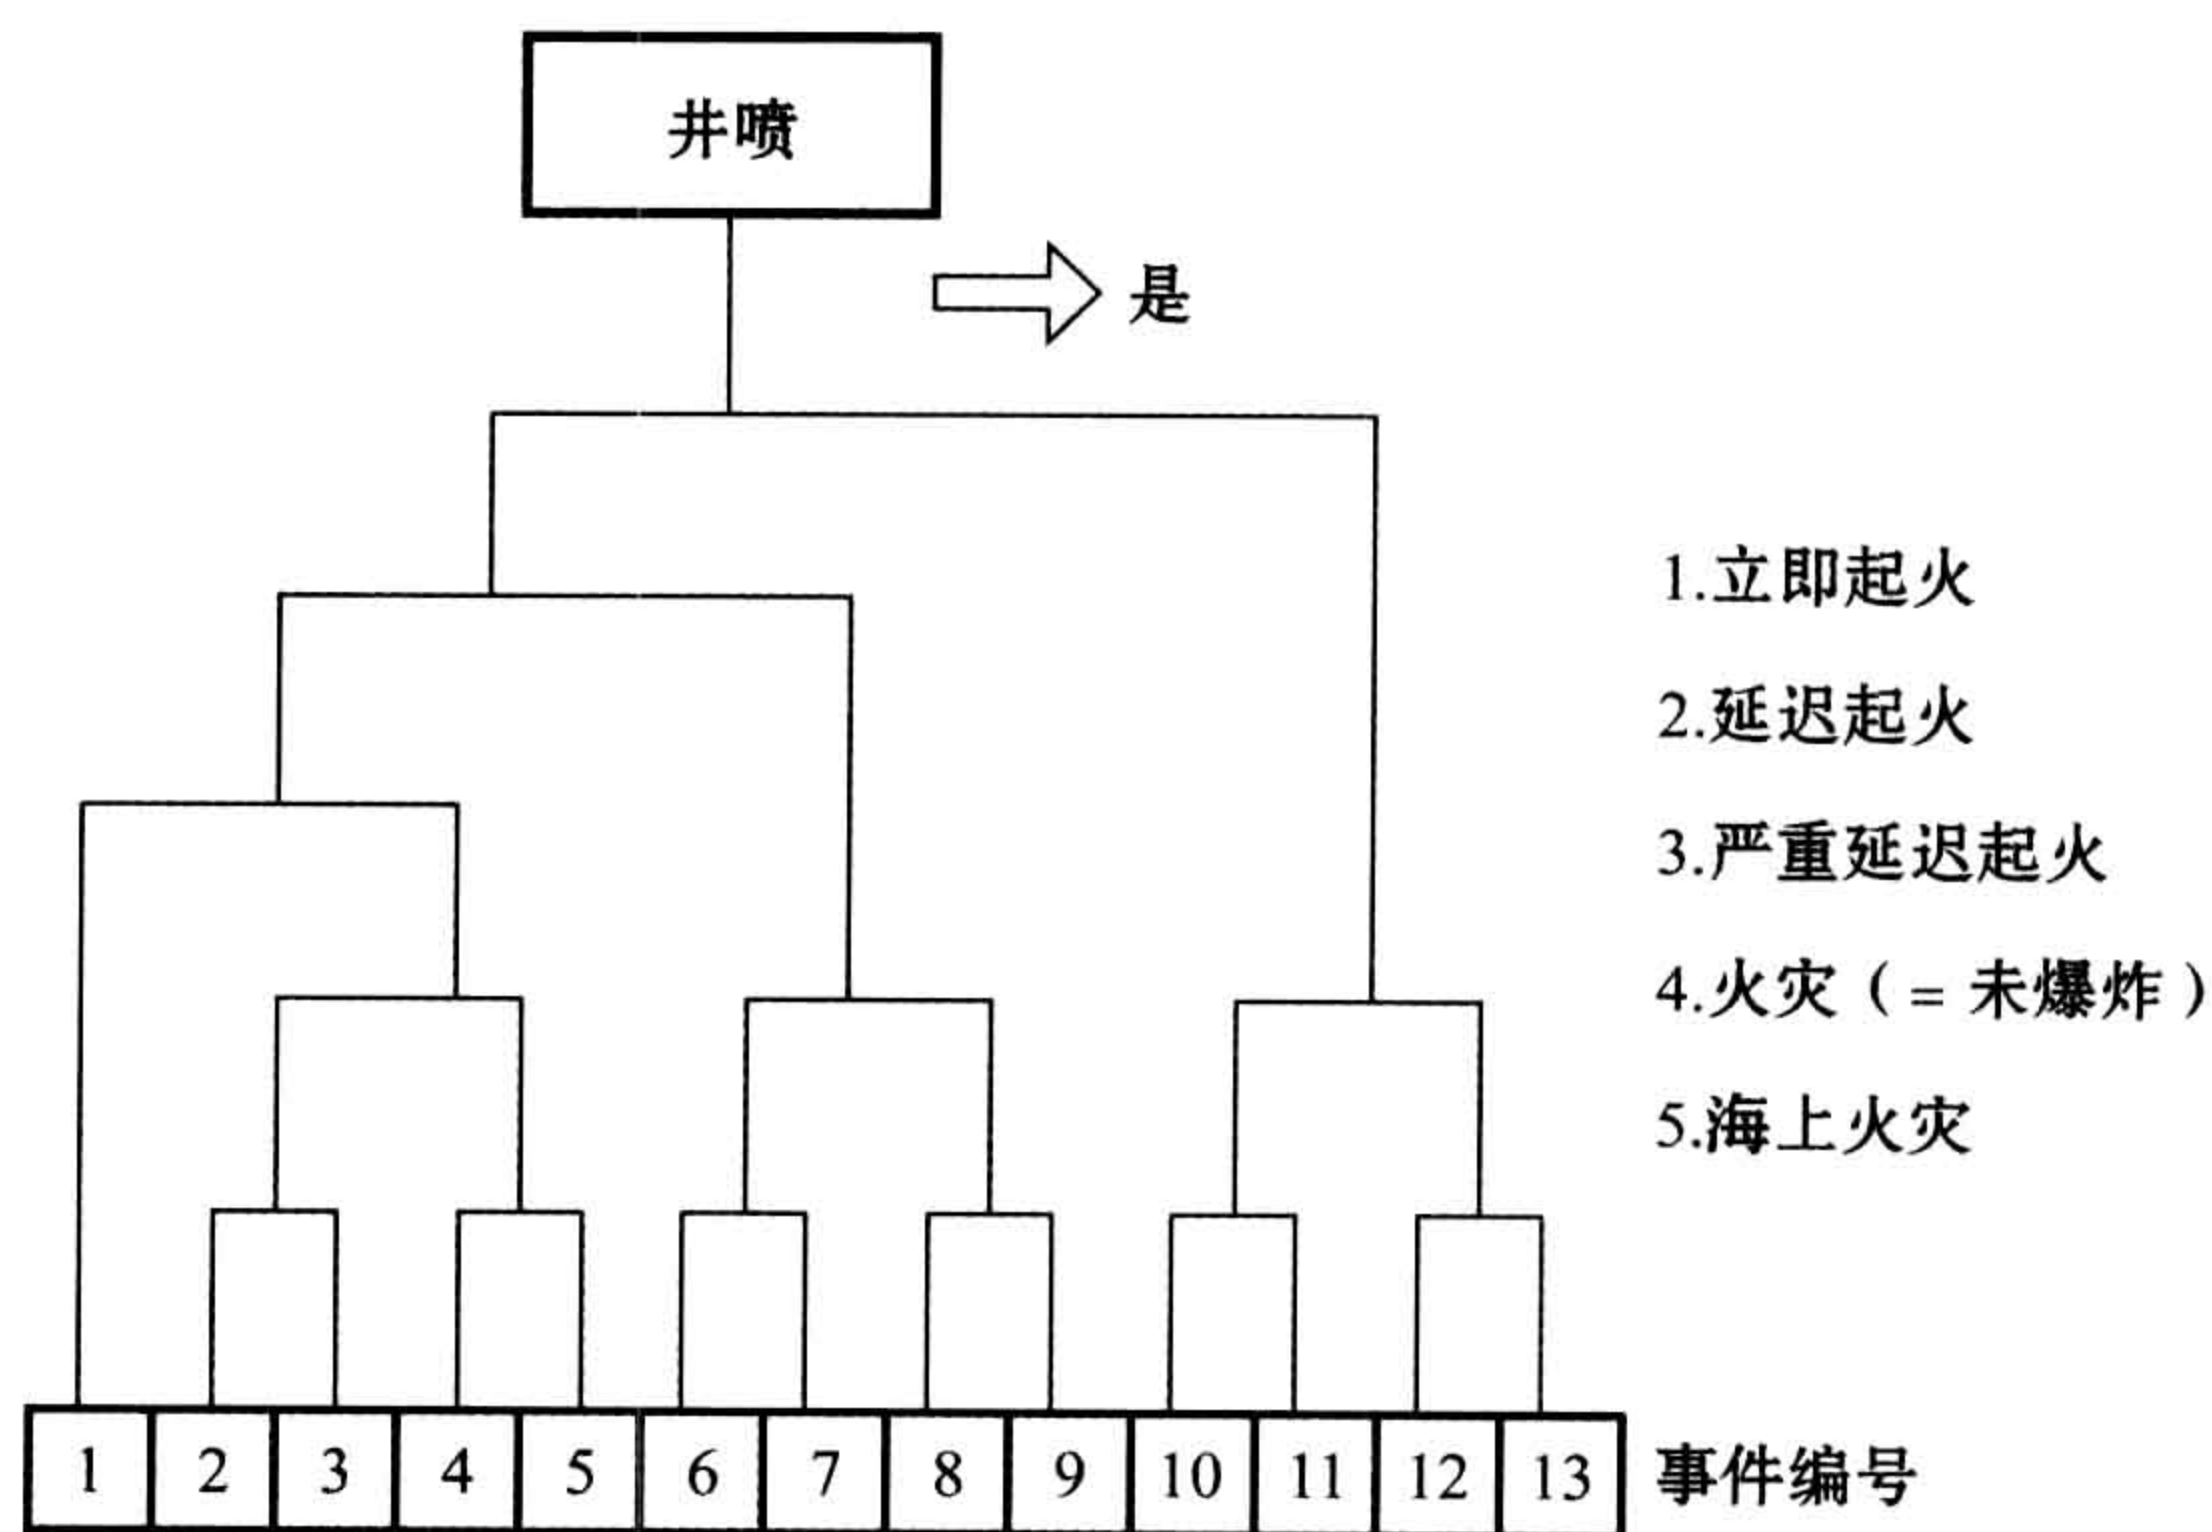 井喷
是
1.立即起火
2.延迟起火
3.严重延迟起火
4.火灾（= 未爆炸）
5.海上火灾
1 2 3 4 5 6 7 8 9 10 11 12 13 事件编号